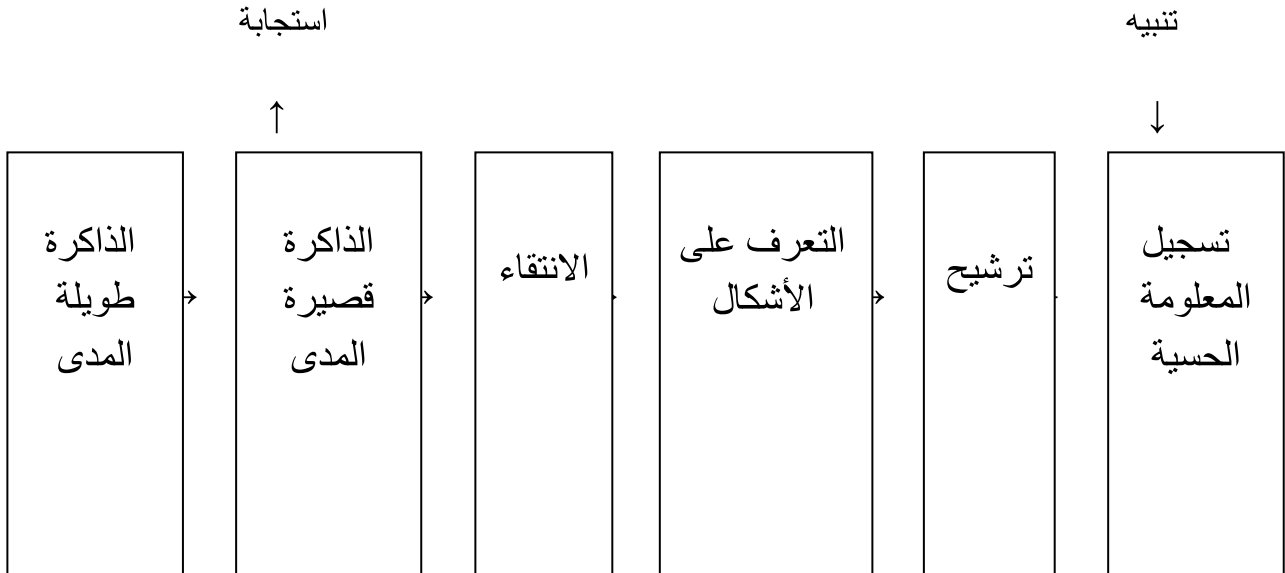 تنبيه
استجابة
↓
↑
تسجيل
المعلومة
الحسية
ترشيح
التعرف على
الأشكال
الانتقاء
الذاكرة
قصيرة
المدى
الذاكرة
طويلة
المدى